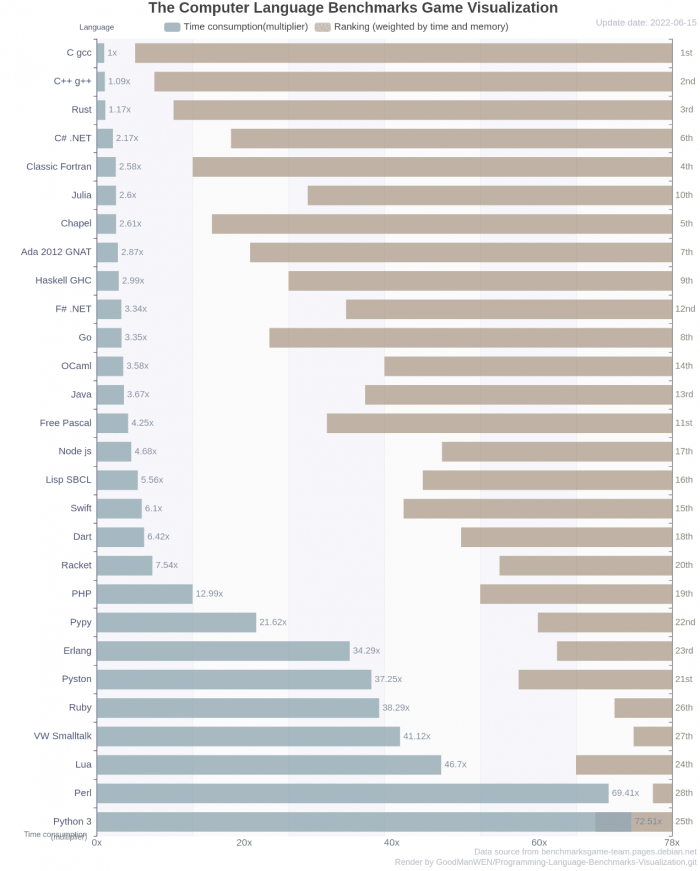 The Computer Language Benchmarks Game Visualization
Language
Time consumption(multiplier)
Ranking (weighted by time and memory)
Update date: 2022-06-15
C gcc 1x 1st
C++ g++ 1.09x 2nd
Rust 1.17x 3rd
C# .NET 2.17x 6th
Classic Fortran 2.58x 4th
Julia 2.6x 10th
Chapel 2.61x 5th
Ada 2012 GNAT 2.87x 7th
Haskell GHC 2.99x 9th
F# .NET 3.34x 12nd
Go 3.35x 8th
OCaml 3.58x 14th
Java 3.67x 13rd
Free Pascal 4.25x 11st
Node js 4.68x 17th
Lisp SBCL 5.56x 16th
Swift 6.1x 15th
Dart 6.42x 18th
Racket 7.54x 20th
PHP 12.99x 19th
Pypy 21.62x 22nd
Erlang 34.29x 23rd
Pyston 37.25x 21st
Ruby 38.29x 26th
VW Smalltalk 41.12x 27th
Lua 46.7x 24th
Perl 69.41x 28th
Python 3 72.51x 25th
Time consumption
(multiplier)
0x 20x 40x 60x 78x
Data source from benchmarksgame-team.pages.debian.net
Render by GoodManWEN/Programming-Language-Benchmarks-Visualization.git